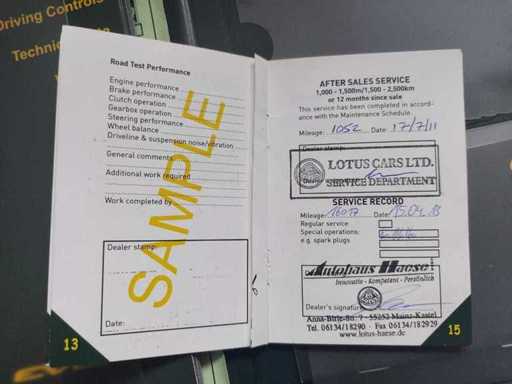 Driving Controls
Road Test Performance
Engine performance
Brake performance
Clutch operation
Gearbox operation
Steering performance
Wheel balance
Driveline & suspension noise/vibration
General comments
Additional work required
Work completed by
Dealer stamp:
Date:
SAMPLE
13
AFTER SALES SERVICE
1,000 - 1,500m/1,500 - 2,500km
or 12 months since sale
This service has been completed in accord-
ance with the Maintenance Schedule.
Mileage: 1052 Date: 17/7/11
Dealer stamp:
LOTUS CARS LTD.
SERVICE DEPARTMENT
SERVICE RECORD
Mileage: Date:
Regular service
Special operations:
e.g. spark plugs
Autohaus Haese
Innovativ - Kompetent - Persönlich
Dealer's signature
55252 Mainz-Kastel
Tel. 06134/18290 · Fax 06134/182929
www.lotus-haese.de
15